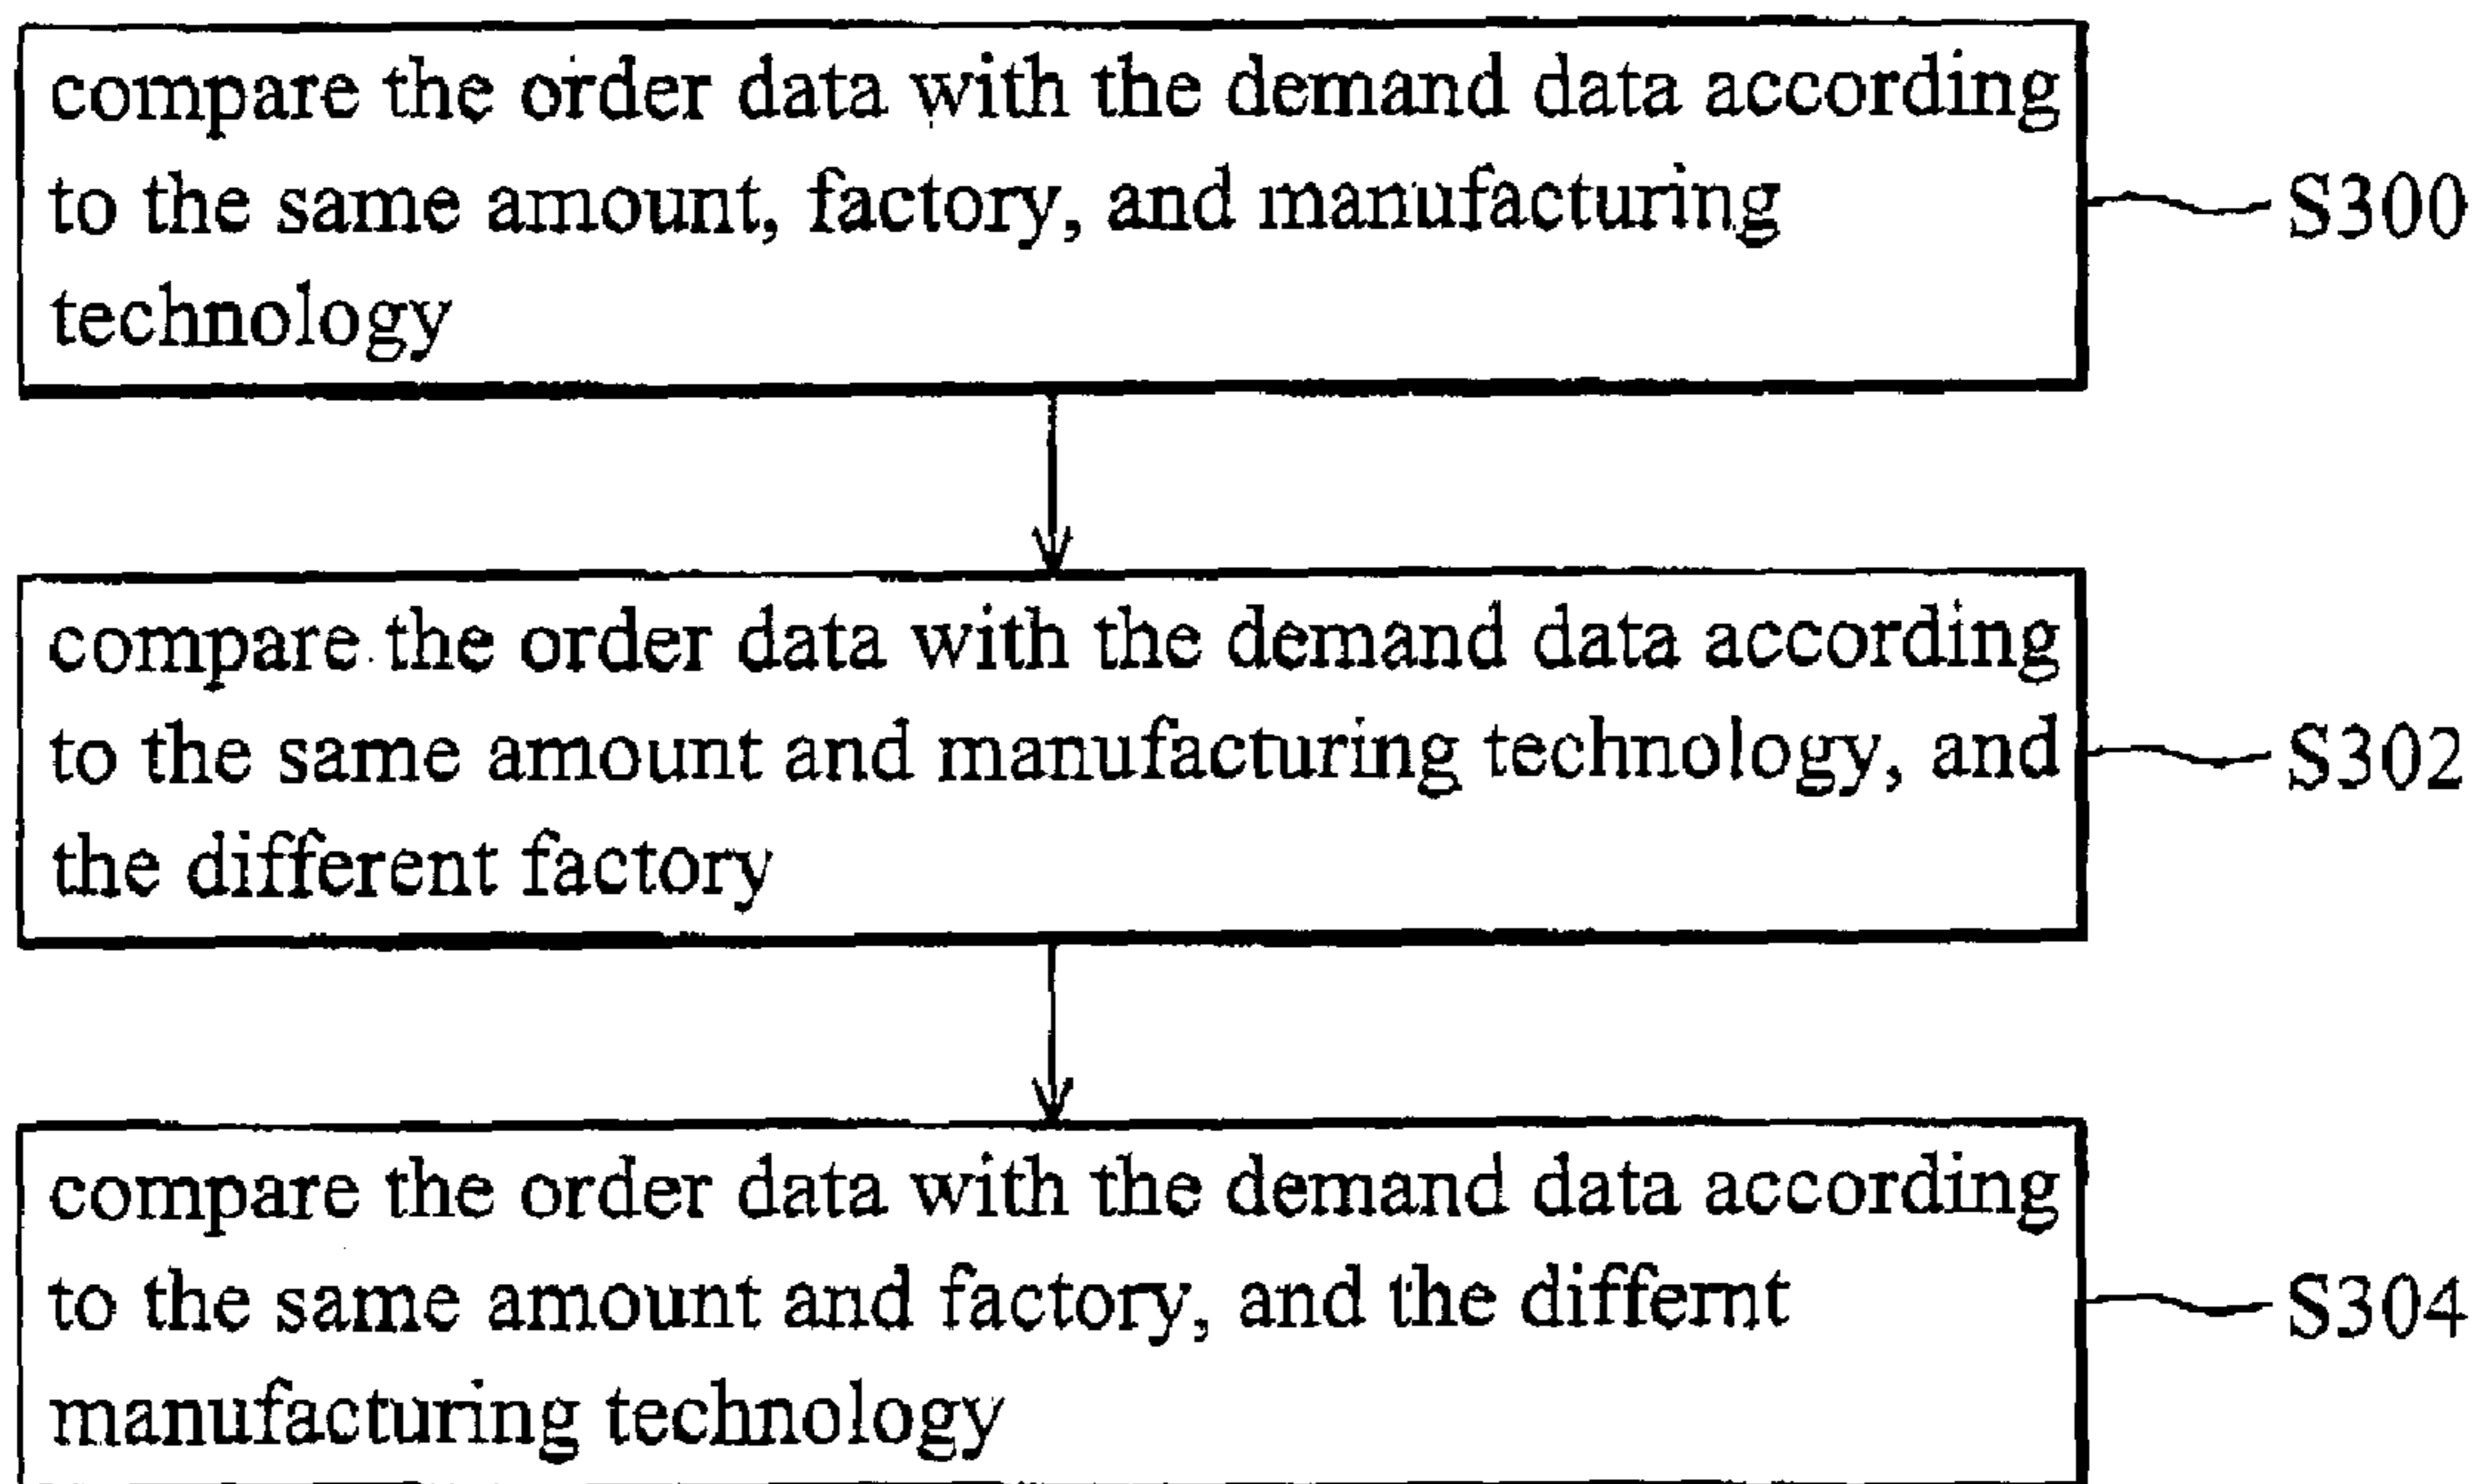 compare the order data with the demand data according
to the same amount, factory, and manufacturing
technology
S300
compare the order data with the demand data according
to the same amount and manufacturing technology, and
the different factory
S302
compare the order data with the demand data according
to the same amount and factory, and the differnt
manufacturing technology
S304